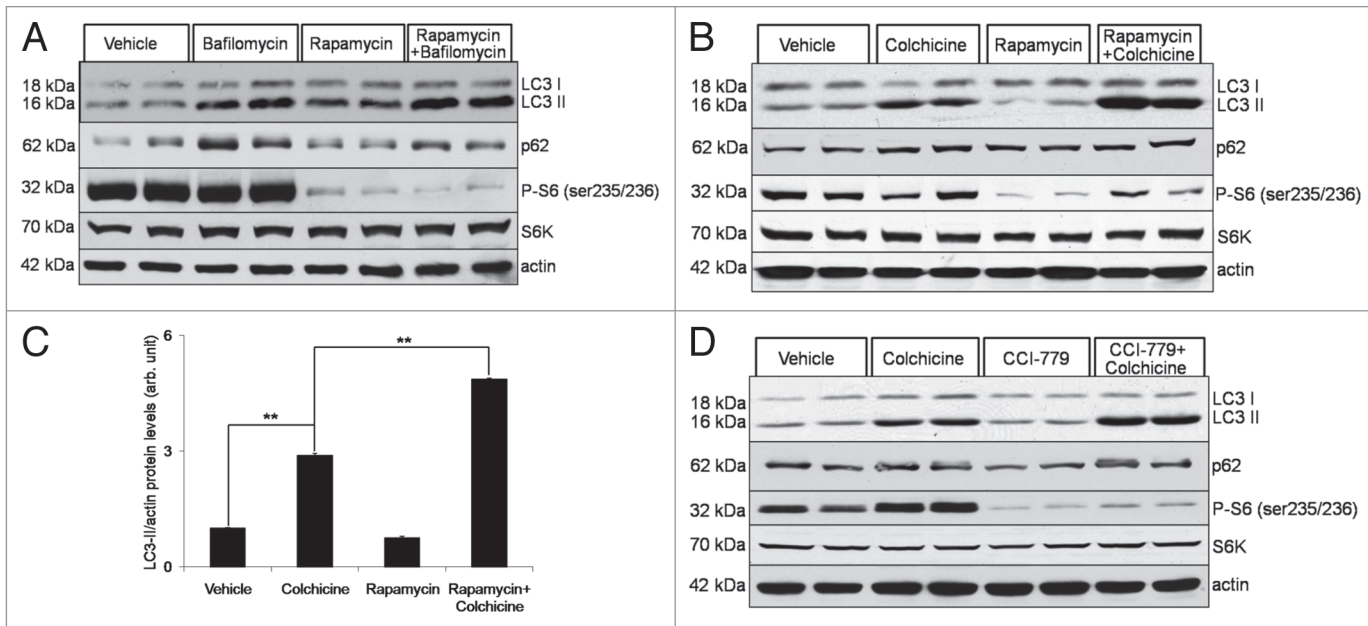 A
Vehicle Bafilomycin Rapamycin Rapamycin
+Bafilomycin
18 kDa LC3 I
16 kDa LC3 II
62 kDa p62
32 kDa P-S6 (ser235/236)
70 kDa S6K
42 kDa actin
B
Vehicle Colchicine Rapamycin Rapamycin
+Colchicine
18 kDa LC3 I
16 kDa LC3 II
62 kDa p62
32 kDa P-S6 (ser235/236)
70 kDa S6K
42 kDa actin
C
LC3-II/actin protein levels (arb. unit)
6
3
0
**
**
Vehicle Colchicine Rapamycin Rapamycin+
Colchicine
D
Vehicle Colchicine CCI-779 CCI-779+
Colchicine
18 kDa LC3 I
16 kDa LC3 II
62 kDa p62
32 kDa P-S6 (ser235/236)
70 kDa S6K
42 kDa actin